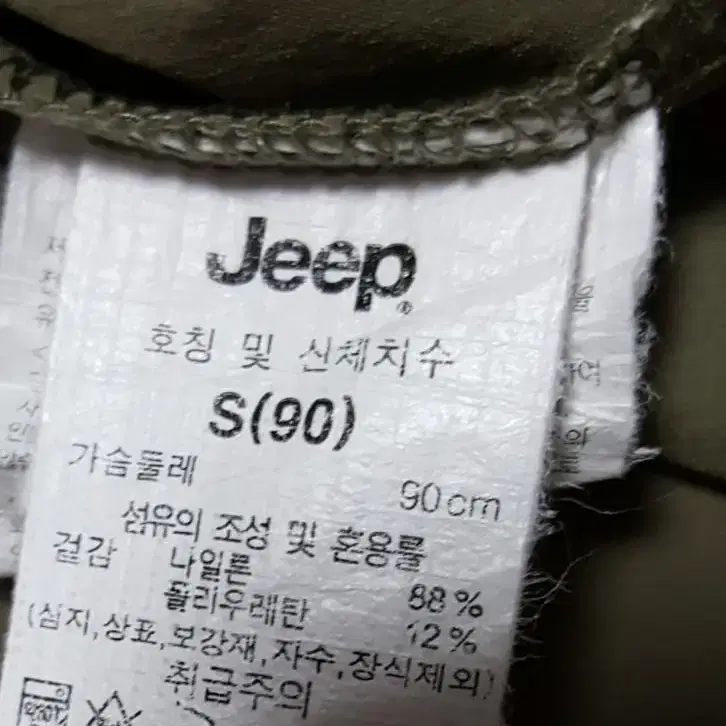 Jeep®
호칭 및 신체치수
S(90)
가슴둘레 90cm
섬유의 조성 및 혼용률
겉감 나일론 88%
폴리우레탄 12%
(심지,상표,보강재,자수,장식제외)
취급주의